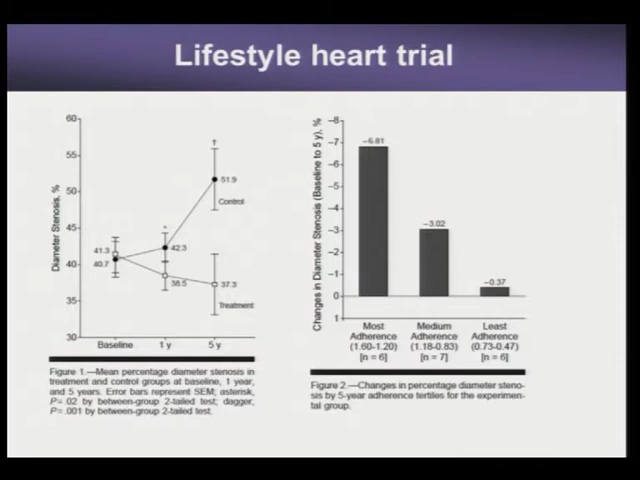 Lifestyle heart trial
60
55
50
45
40
35
30
Diameter Stenosis, %
41.3
40.7
*
42.3
38.5
†
51.9
Control
37.3
Treatment
Baseline
1 y
5 y
Figure 1.—Mean percentage diameter stenosis in
treatment and control groups at baseline, 1 year,
and 5 years. Error bars represent SEM; asterisk,
P=.02 by between-group 2-tailed test; dagger,
P=.001 by between-group 2-tailed test.
Changes in Diameter Stenosis (Baseline to 5 y), %
–8
–7
–6
–5
–4
–3
–2
–1
0
1
–6.81
–3.02
–0.37
Most
Adherence
(1.60-1.20)
[n = 6]
Medium
Adherence
(1.18-0.83)
[n = 7]
Least
Adherence
(0.73-0.47)
[n = 6]
Figure 2.—Changes in percentage diameter steno-
sis by 5-year adherence tertiles for the experimen-
tal group.